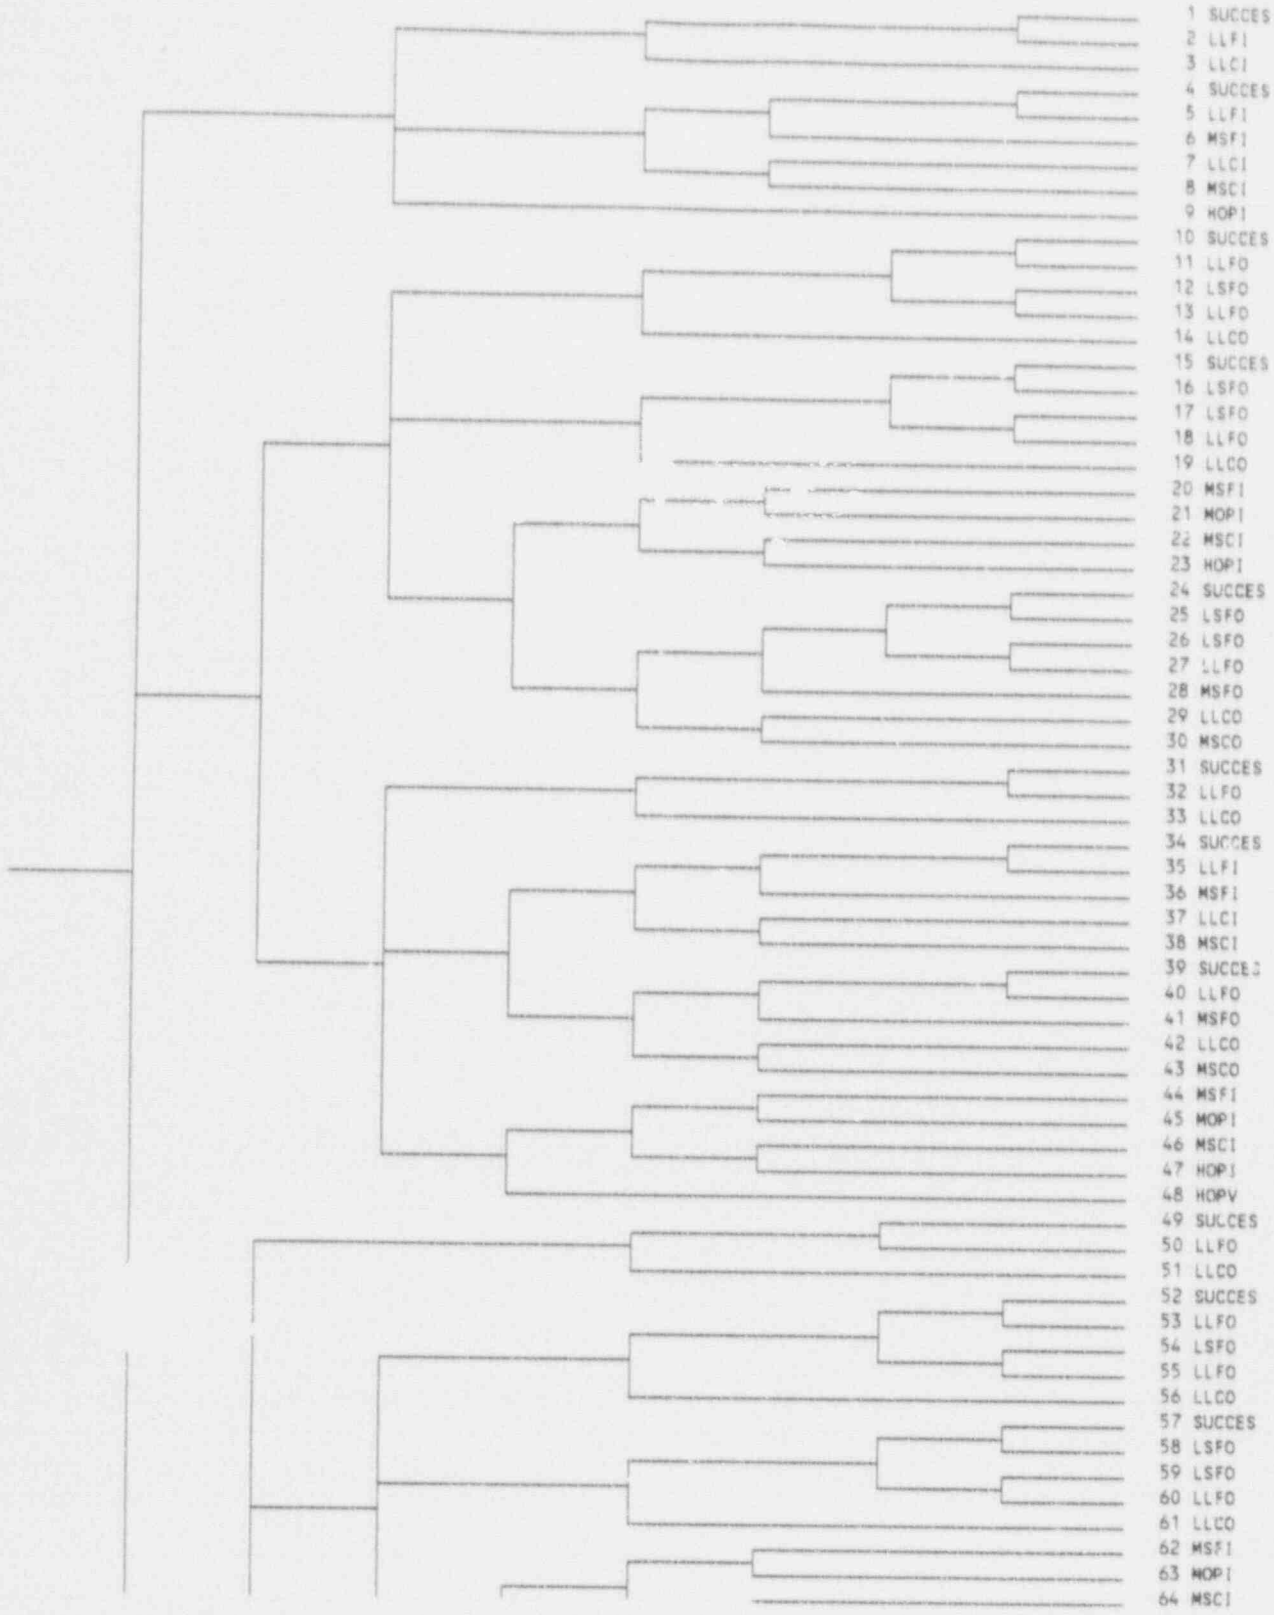 1 SUCCES
2 LLFI
3 LLCI
4 SUCCES
5 LLFI
6 MSFI
7 LLCI
8 MSCI
9 HOPI
10 SUCCES
11 LLFO
12 LSFO
13 LLFO
14 LLCO
15 SUCCES
16 LSFO
17 LSFO
18 LLFO
19 LLCO
20 MSFI
21 MOPI
22 MSCI
23 HOPI
24 SUCCES
25 LSFO
26 LSFO
27 LLFO
28 MSFO
29 LLCO
30 MSCO
31 SUCCES
32 LLFO
33 LLCO
34 SUCCES
35 LLFI
36 MSFI
37 LLCI
38 MSCI
39 SUCCES
40 LLFO
41 MSFO
42 LLCO
43 MSCO
44 MSFI
45 MOPI
46 MSCI
47 HOPI
48 HOPV
49 SUCCES
50 LLFO
51 LLCO
52 SUCCES
53 LLFO
54 LSFO
55 LLFO
56 LLCO
57 SUCCES
58 LSFO
59 LSFO
60 LLFO
61 LLCO
62 MSFI
63 MOPI
64 MSCI